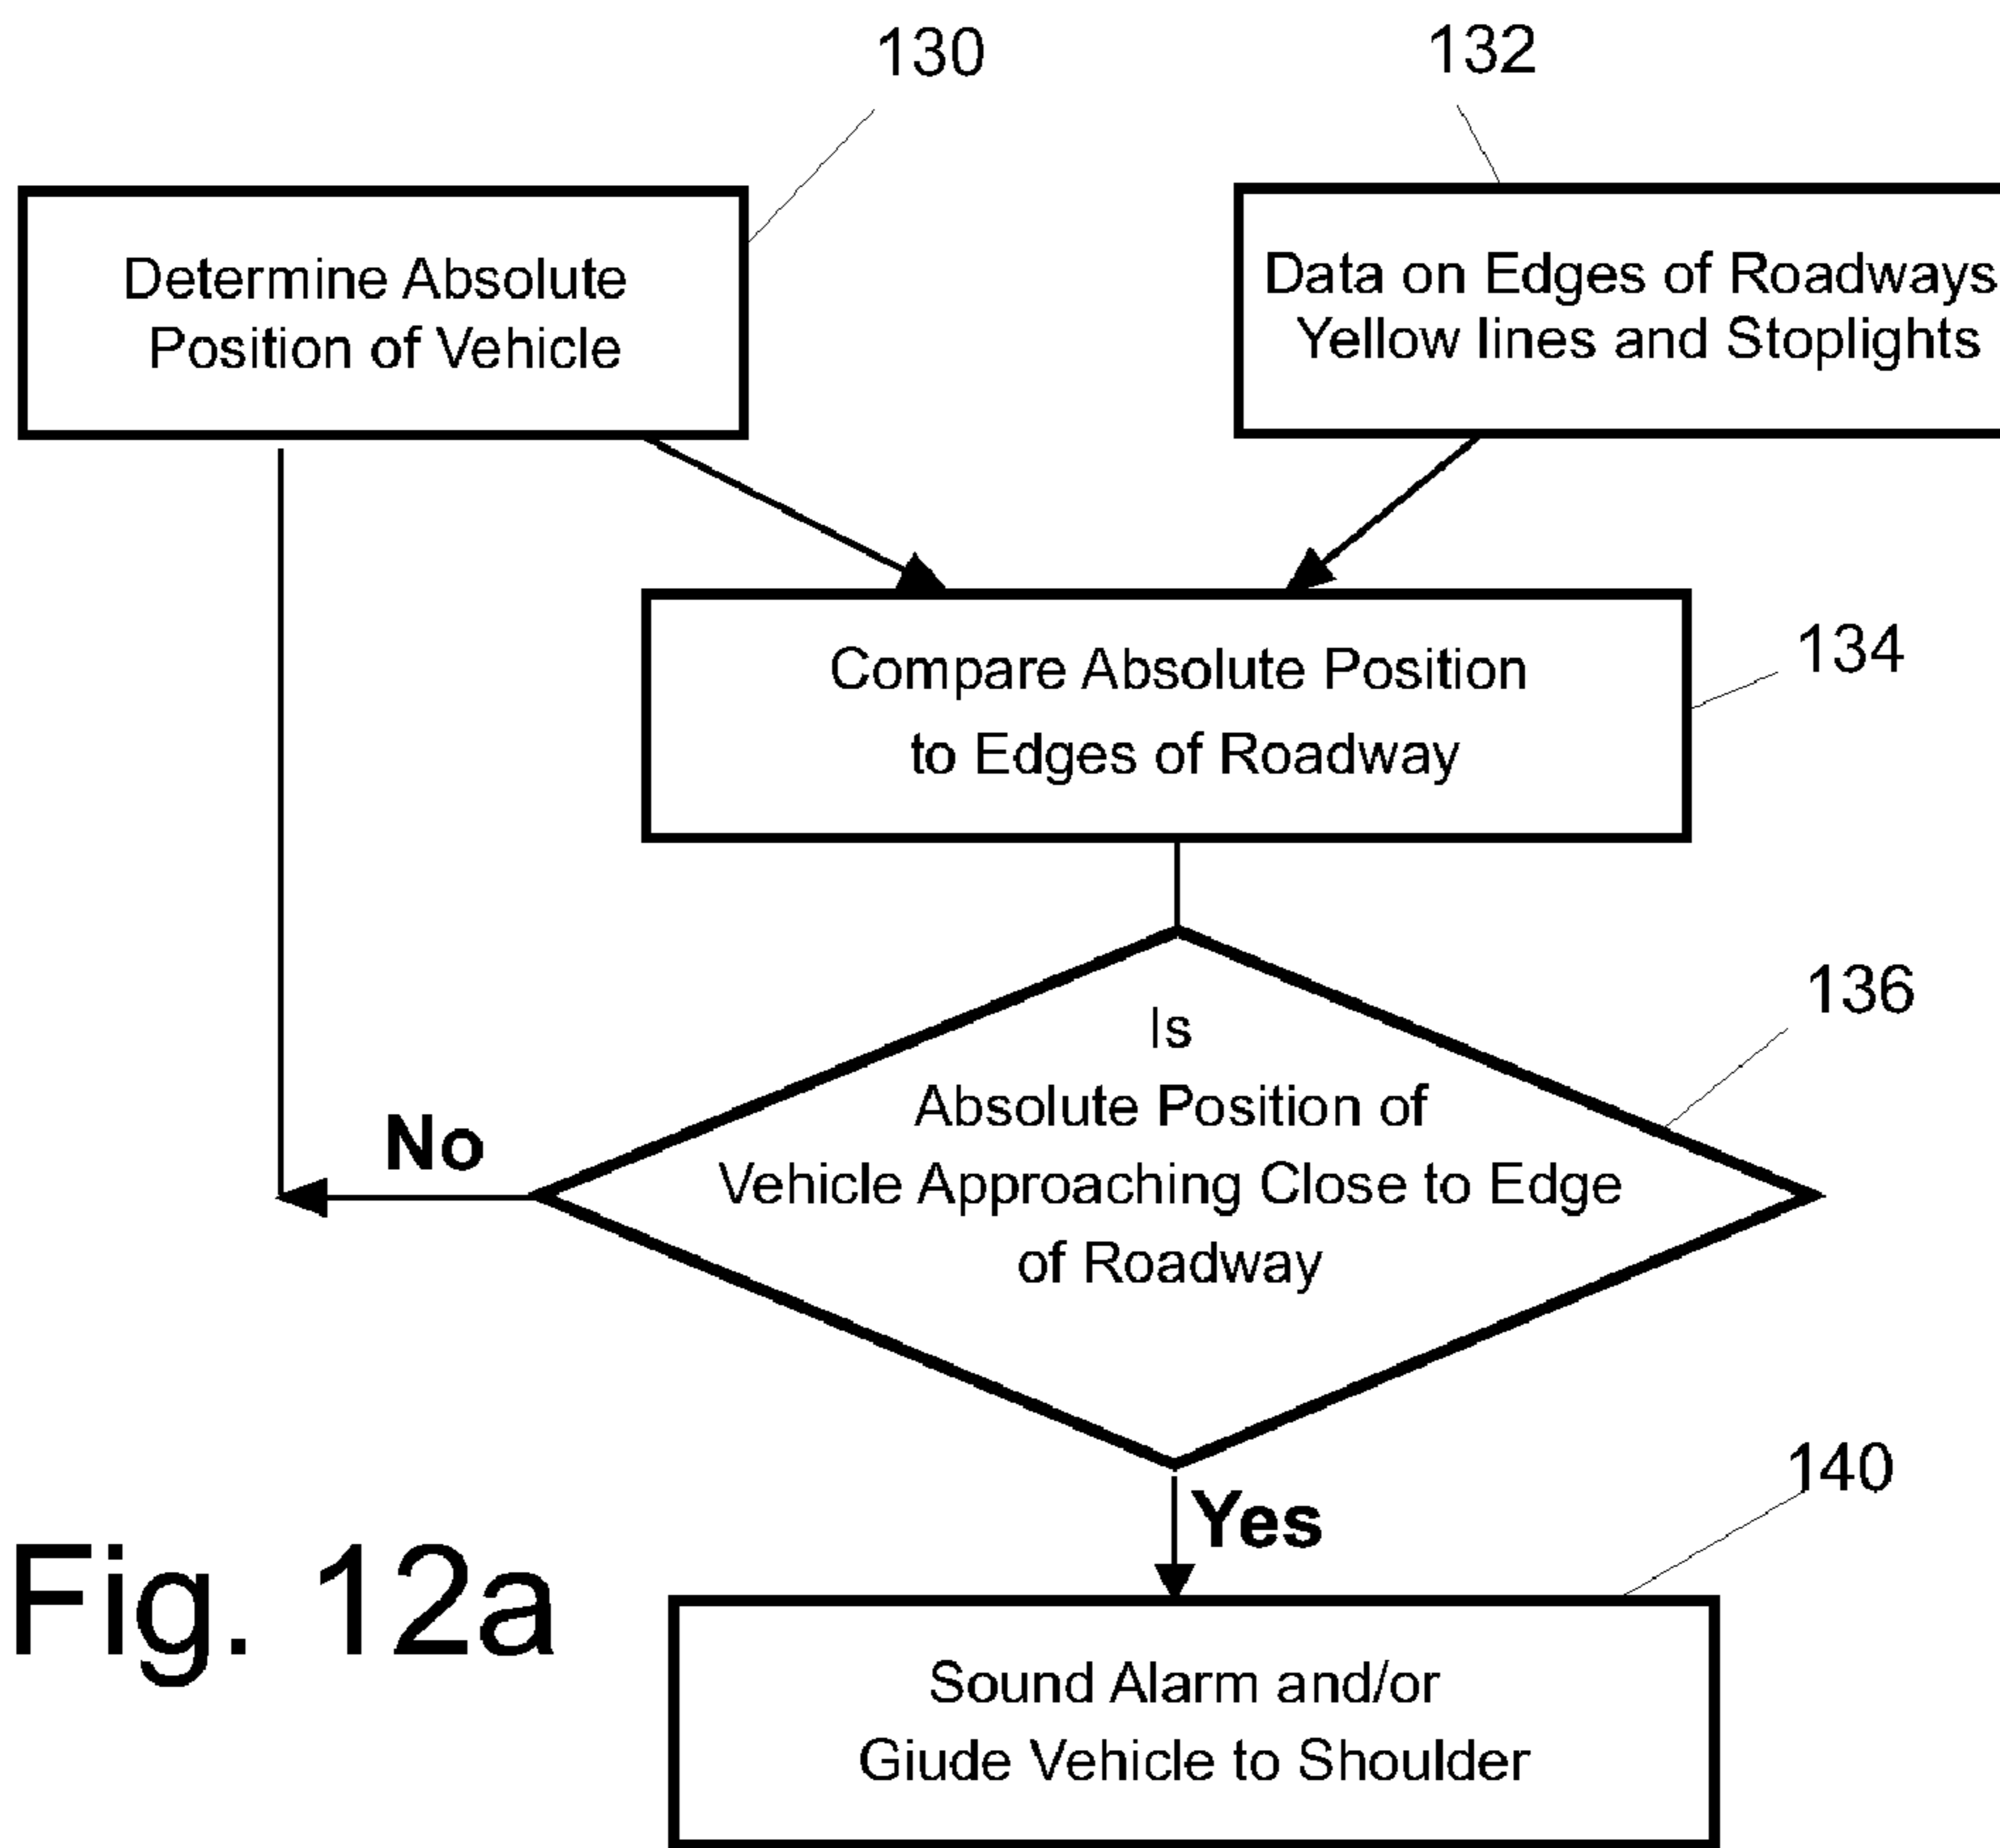 130
132
Determine Absolute
Position of Vehicle
Data on Edges of Roadways
Yellow lines and Stoplights
Compare Absolute Position
to Edges of Roadway
134
136
Is
Absolute Position of
Vehicle Approaching Close to Edge
of Roadway
No
Yes
140
Sound Alarm and/or
Giude Vehicle to Shoulder
Fig. 12a